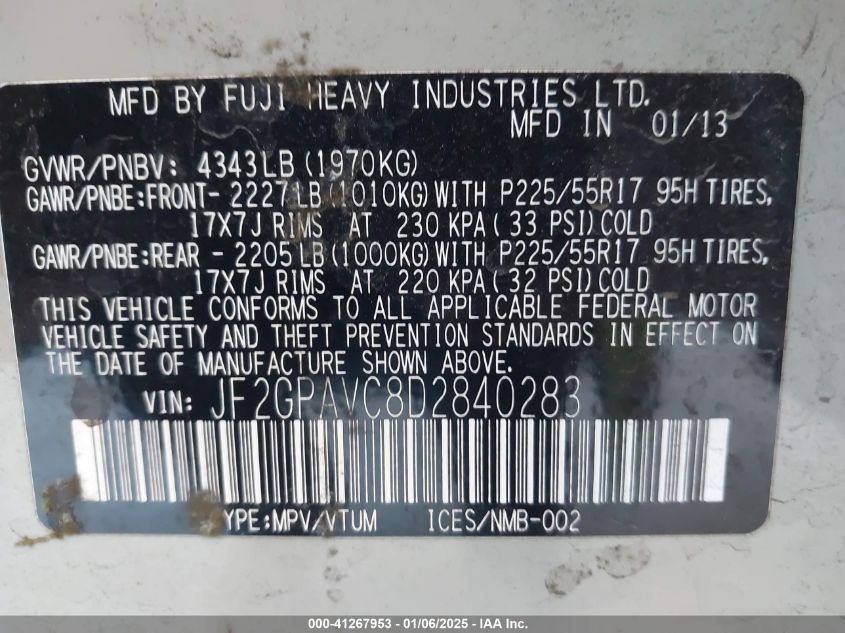 MFD BY FUJI HEAVY INDUSTRIES LTD.
MFD IN 01/13
GVWR/PNBV: 4343LB(1970KG)
GAWR/PNBE:FRONT- 2227LB(1010KG)WITH P225/55R17 95H TIRES,
17X7J RIMS AT 230 KPA(33 PSI)COLD
GAWR/PNBE:REAR - 2205LB(1000KG)WITH P225/55R17 95H TIRES,
17X7J RIMS AT 220 KPA(32 PSI)COLD
THIS VEHICLE CONFORMS TO ALL APPLICABLE FEDERAL MOTOR
VEHICLE SAFETY AND THEFT PREVENTION STANDARDS IN EFFECT ON
THE DATE OF MANUFACTURE SHOWN ABOVE.
VIN: JF2GPAVC8D2840283
YPE:MPV/VTUM ICES/NMB-002
000-41267953 - 01/06/2025 - IAA Inc.